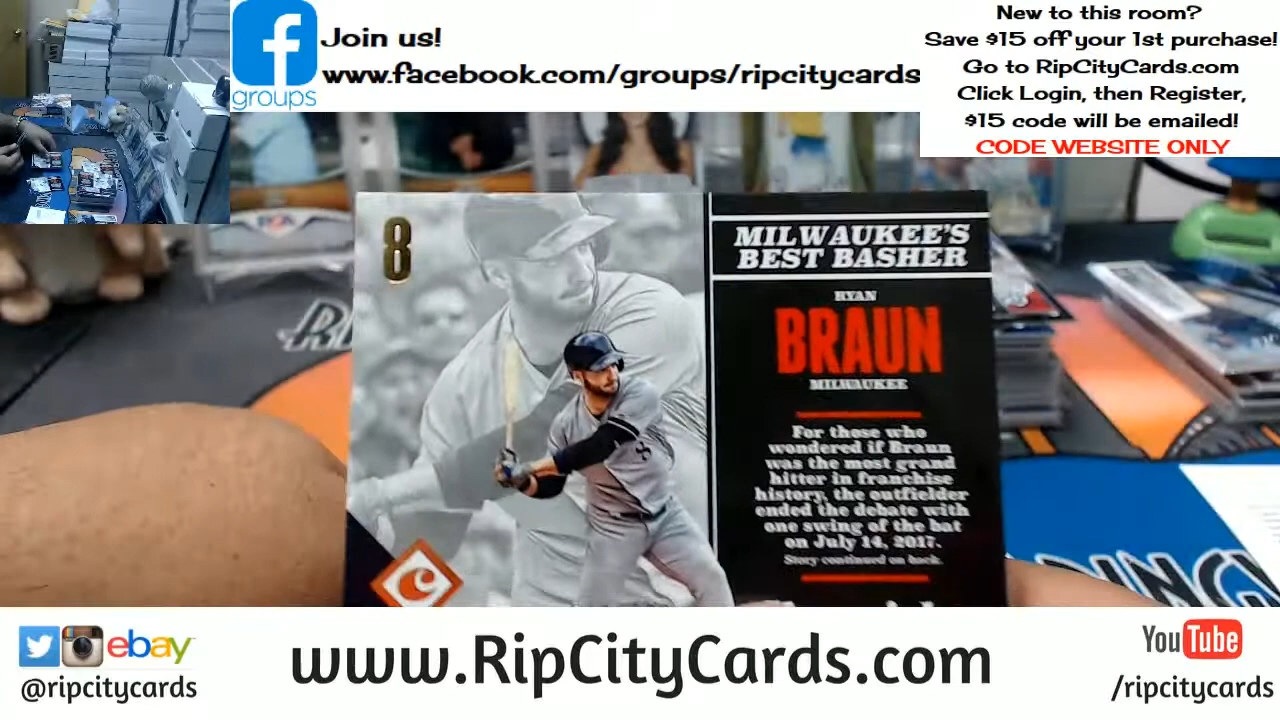 Join us!
www.facebook.com/groups/ripcitycards
groups
New to this room?
Save $15 off your 1st purchase!
Go to RipCityCards.com
Click Login, then Register,
$15 code will be emailed!
CODE WEBSITE ONLY
8
MILWAUKEE'S
BEST BASHER
RYAN
BRAUN
MILWAUKEE
For those who
wondered if Braun
was the most grand
hitter in franchise
history, the outfielder
ended the debate with
one swing of the bat
on July 14, 2017.
Story continued on back.
C
ebay
@ripcitycards
www.RipCityCards.com
YouTube
/ripcitycards